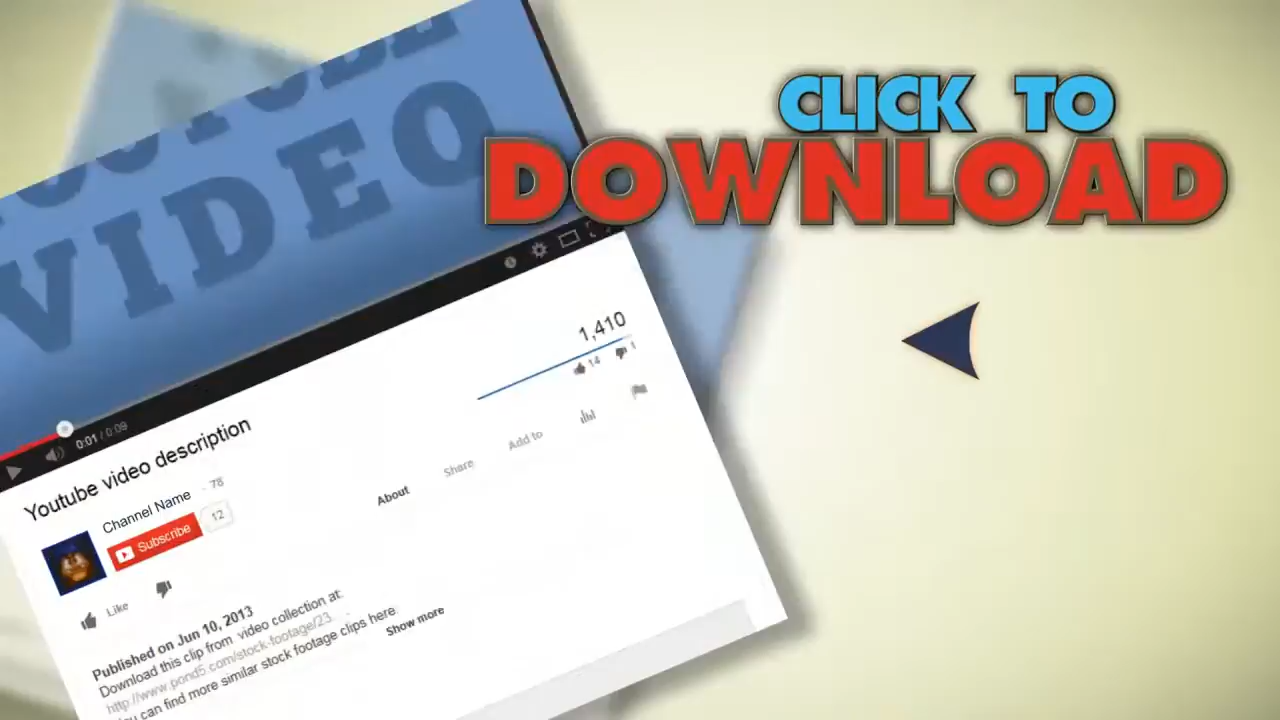 CLICK TO
DOWNLOAD
VIDEO
0:01 / 0:09
1,410
14 1
Youtube video description
Channel Name 78
Subscribe 12
About Share Add to
Like
Published on Jun 10, 2013
Download this clip from video collection at:
http://www.pond5.com/stock-footage/23...
can find more similar stock footage clips here:
Show more